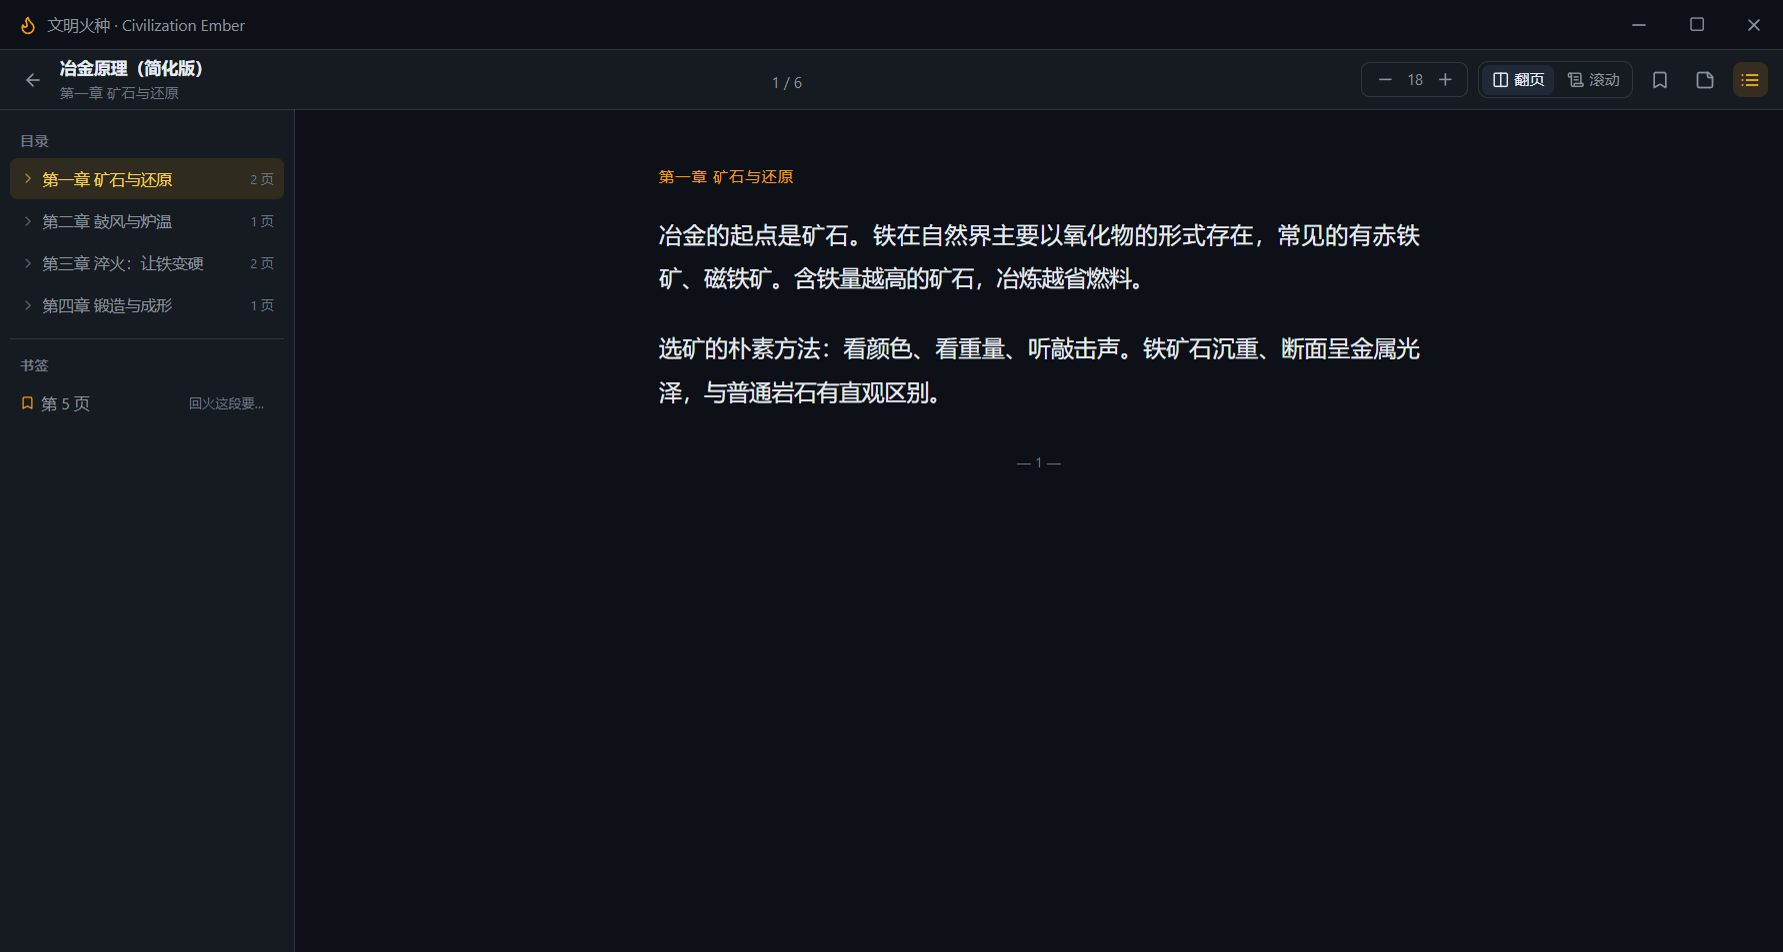 文明火种 · Civilization Ember
冶金原理（简化版）
第一章 矿石与还原
1 / 6
18
翻页
滚动
目录
第一章 矿石与还原 2 页
第二章 鼓风与炉温 1 页
第三章 淬火：让铁变硬 2 页
第四章 锻造与成形 1 页
书签
第 5 页 回火这段要...
第一章 矿石与还原
冶金的起点是矿石。铁在自然界主要以氧化物的形式存在，常见的有赤铁
矿、磁铁矿。含铁量越高的矿石，冶炼越省燃料。
选矿的朴素方法：看颜色、看重量、听敲击声。铁矿石沉重、断面呈金属光
泽，与普通岩石有直观区别。
— 1 —